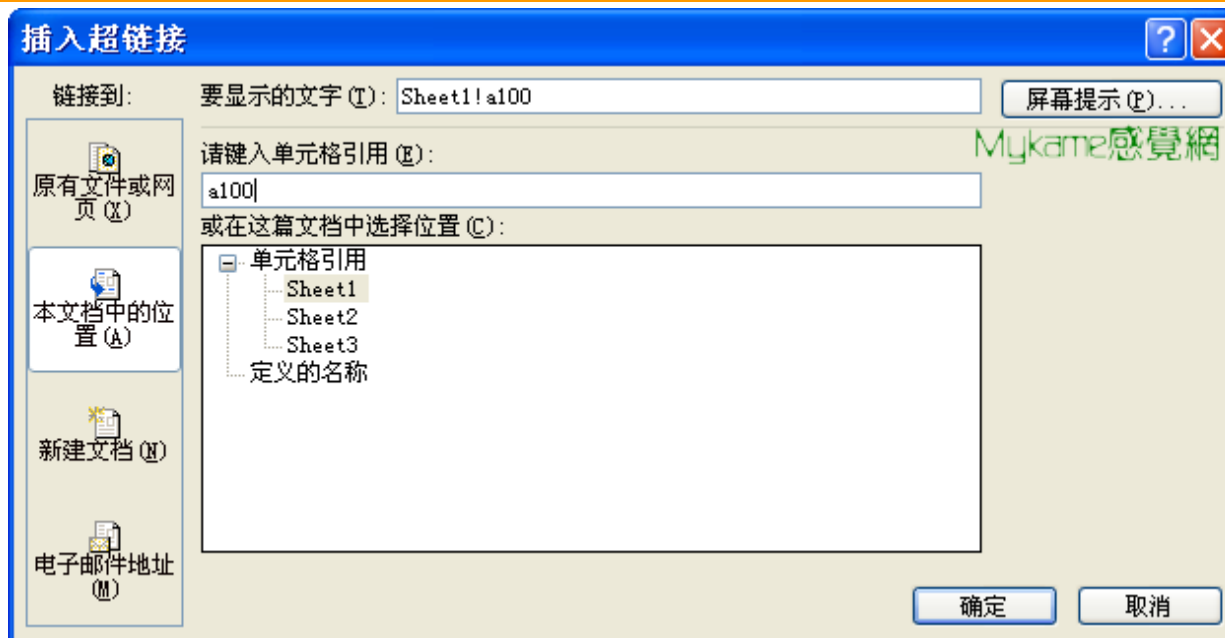 插入超链接
链接到:
要显示的文字(T): Sheet1!a100
屏幕提示(P)...
Mykame感覺網
原有文件或网
页(X)
请键入单元格引用(E):
a100
或在这篇文档中选择位置(C):
单元格引用
Sheet1
Sheet2
Sheet3
定义的名称
本文档中的位
置(A)
新建文档(N)
电子邮件地址
(M)
确定
取消